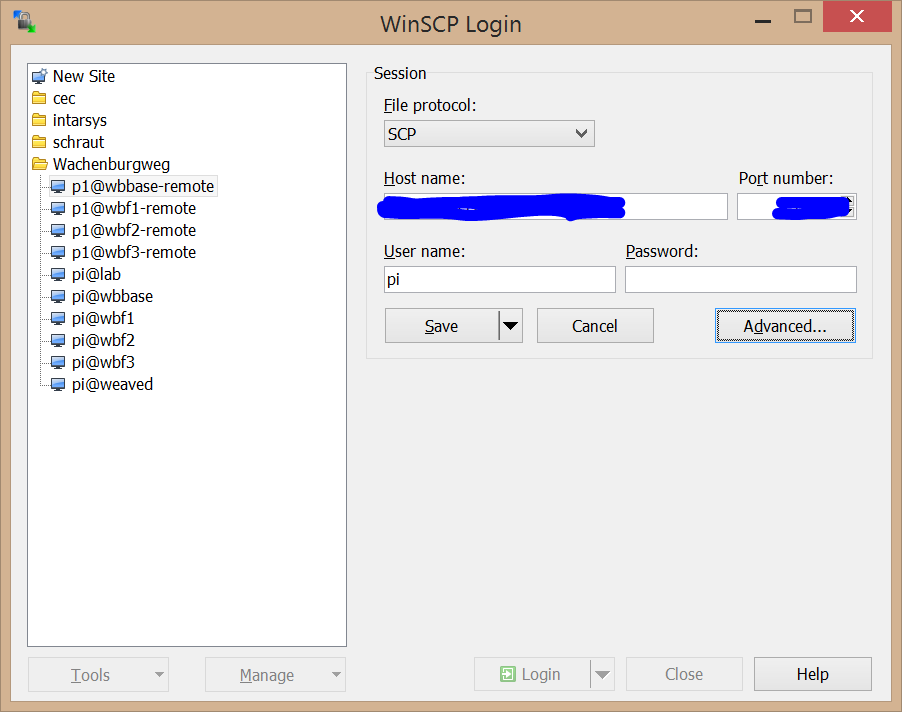 WinSCP Login
New Site
cec
intarsys
schraut
Wachenburgweg
p1@wbbase-remote
p1@wbf1-remote
p1@wbf2-remote
p1@wbf3-remote
pi@lab
pi@wbbase
pi@wbf1
pi@wbf2
pi@wbf3
pi@weaved
Tools
Manage
Session
File protocol:
SCP
Host name: Port number:
User name: Password:
pi
Save Cancel Advanced...
Login Close Help